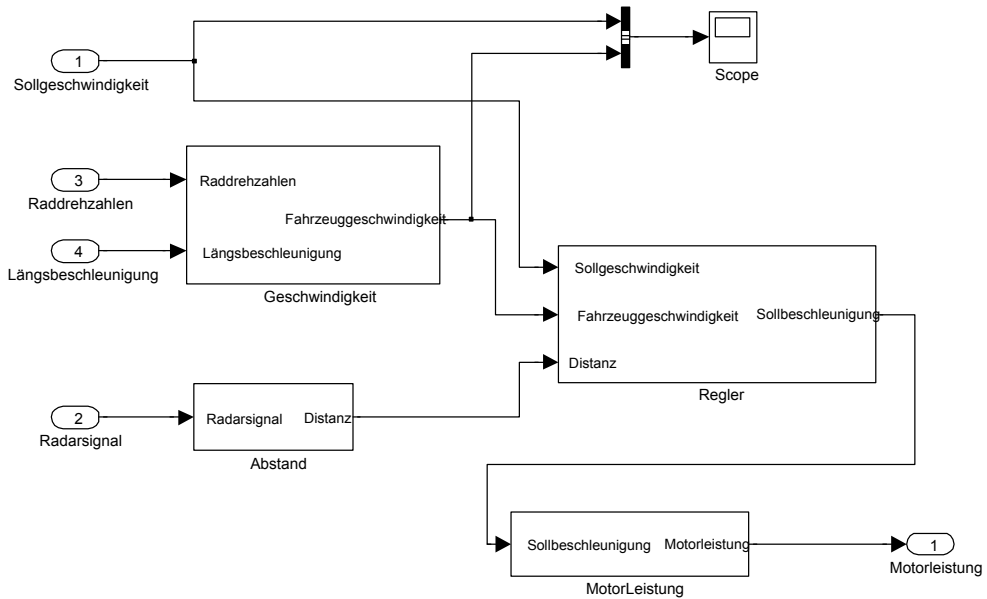 1
Sollgeschwindigkeit
Scope
3
Raddrehzahlen
4
Längsbeschleunigung
Raddrehzahlen
Fahrzeuggeschwindigkeit
Längsbeschleunigung
Geschwindigkeit
Sollgeschwindigkeit
Fahrzeuggeschwindigkeit
Sollbeschleunigung
Distanz
Regler
2
Radarsignal
Radarsignal
Distanz
Abstand
Sollbeschleunigung
Motorleistung
MotorLeistung
1
Motorleistung